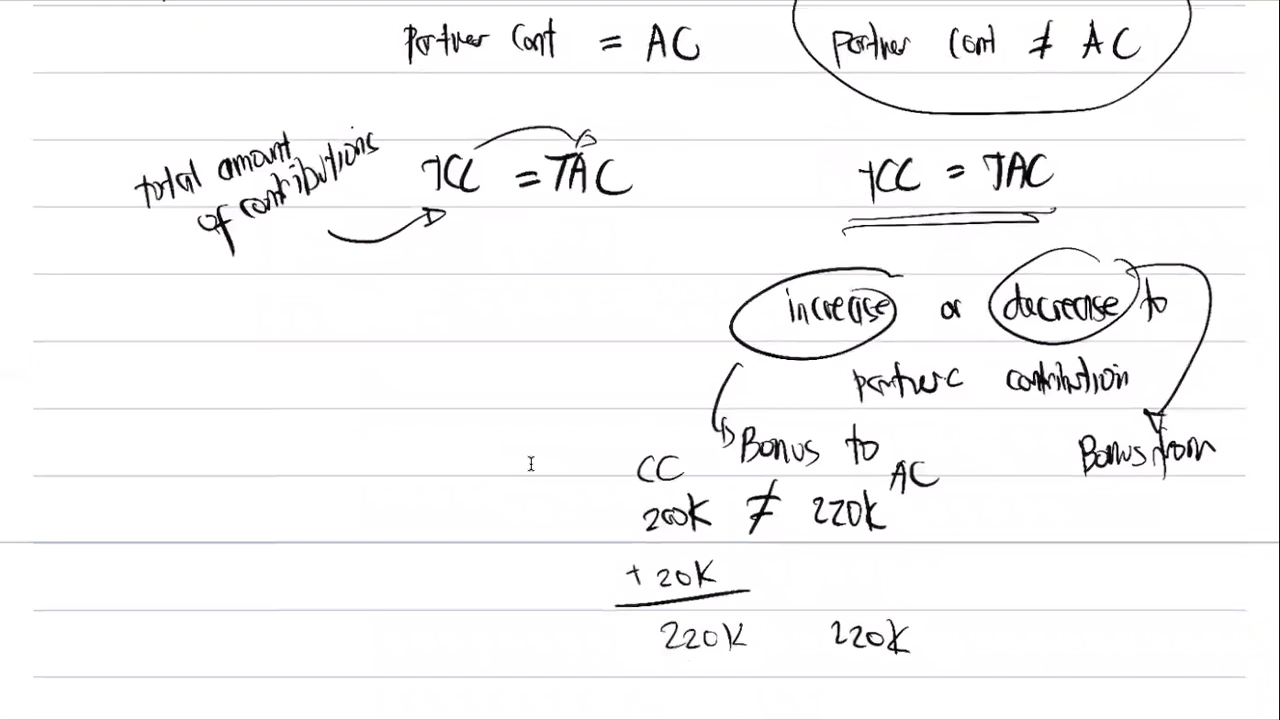 partner Cont = AC
partner Cont ≠ AC
total amount
of contributions
TCC = TAC
TCC = TAC
increase or decrease to
partner contribution
Bonus to
Bonus from
CC
AC
200K ≠ 220K
+ 20K
220K 220K